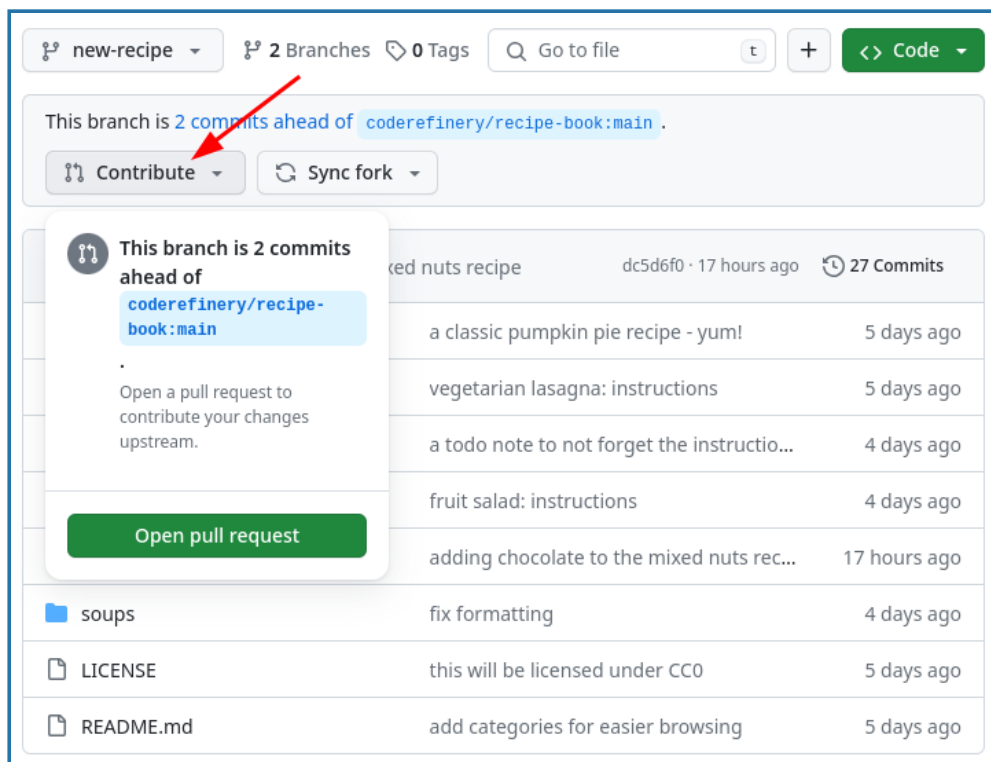 new-recipe 2 Branches 0 Tags Go to file t + Code
This branch is 2 commits ahead of coderefinery/recipe-book:main .
Contribute Sync fork
This branch is 2 commits
ahead of
coderefinery/recipe-
book:main
.
Open a pull request to
contribute your changes
upstream.
Open pull request
nuts recipe dc5d6f0 · 17 hours ago 27 Commits
a classic pumpkin pie recipe - yum! 5 days ago
vegetarian lasagna: instructions 5 days ago
a todo note to not forget the instructio... 4 days ago
fruit salad: instructions 4 days ago
adding chocolate to the mixed nuts rec... 17 hours ago
soups fix formatting 4 days ago
LICENSE this will be licensed under CC0 5 days ago
README.md add categories for easier browsing 5 days ago